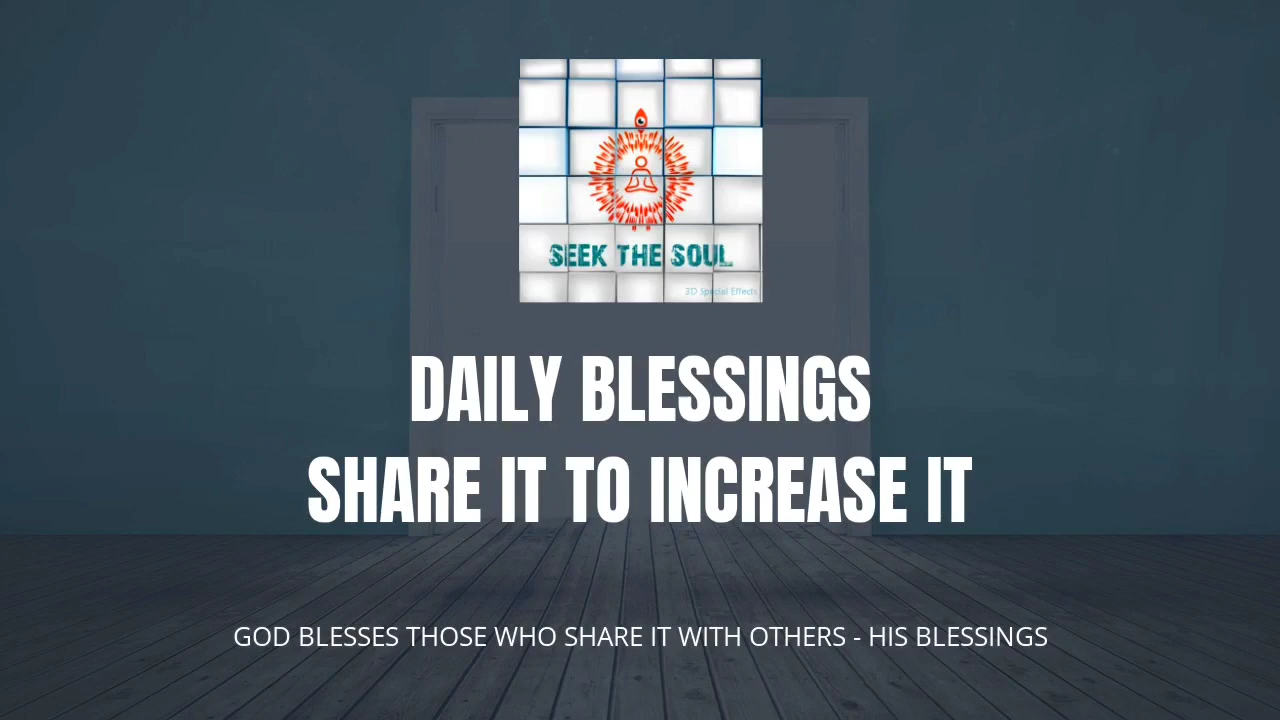 SEEK THE SOUL
3D Special Effects
DAILY BLESSINGS
SHARE IT TO INCREASE IT
GOD BLESSES THOSE WHO SHARE IT WITH OTHERS - HIS BLESSINGS